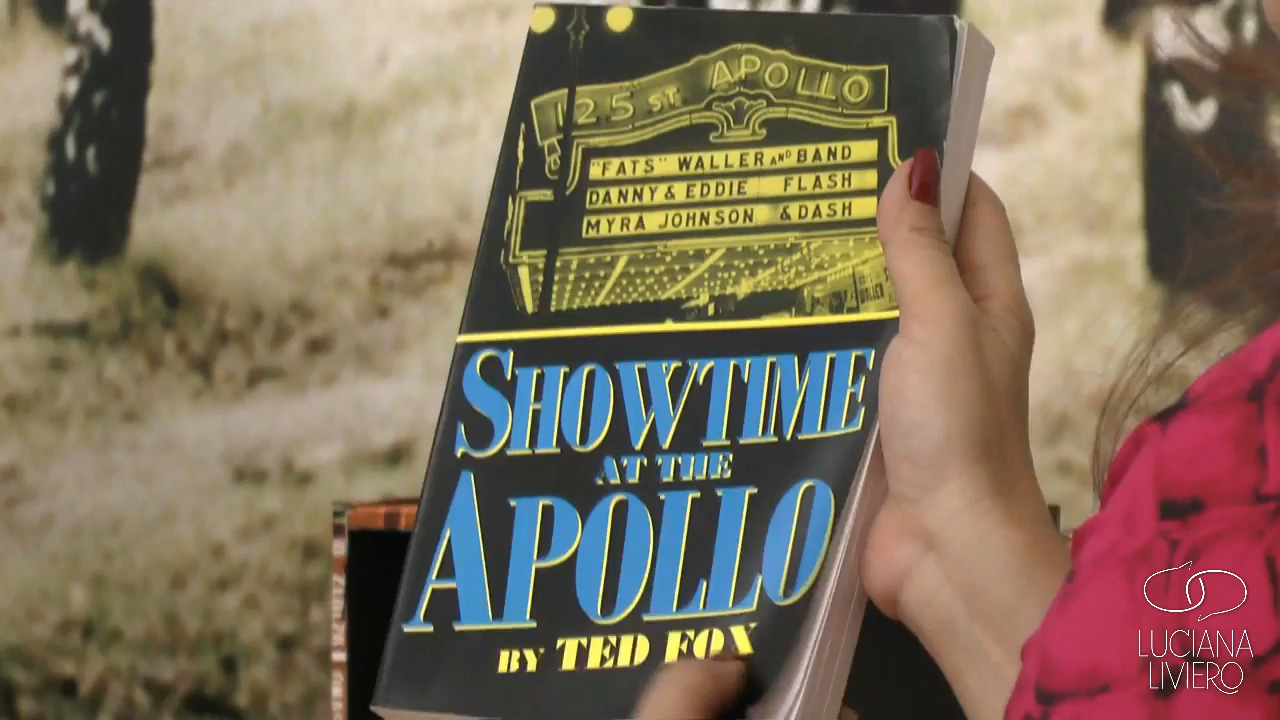 125 ST APOLLO
"FATS" WALLER AND BAND
DANNY & EDDIE FLASH
MYRA JOHNSON & DASH
WALLER
SHOWTIME
AT THE
APOLLO
BY TED FOX
LUCIANA
LIVIERO